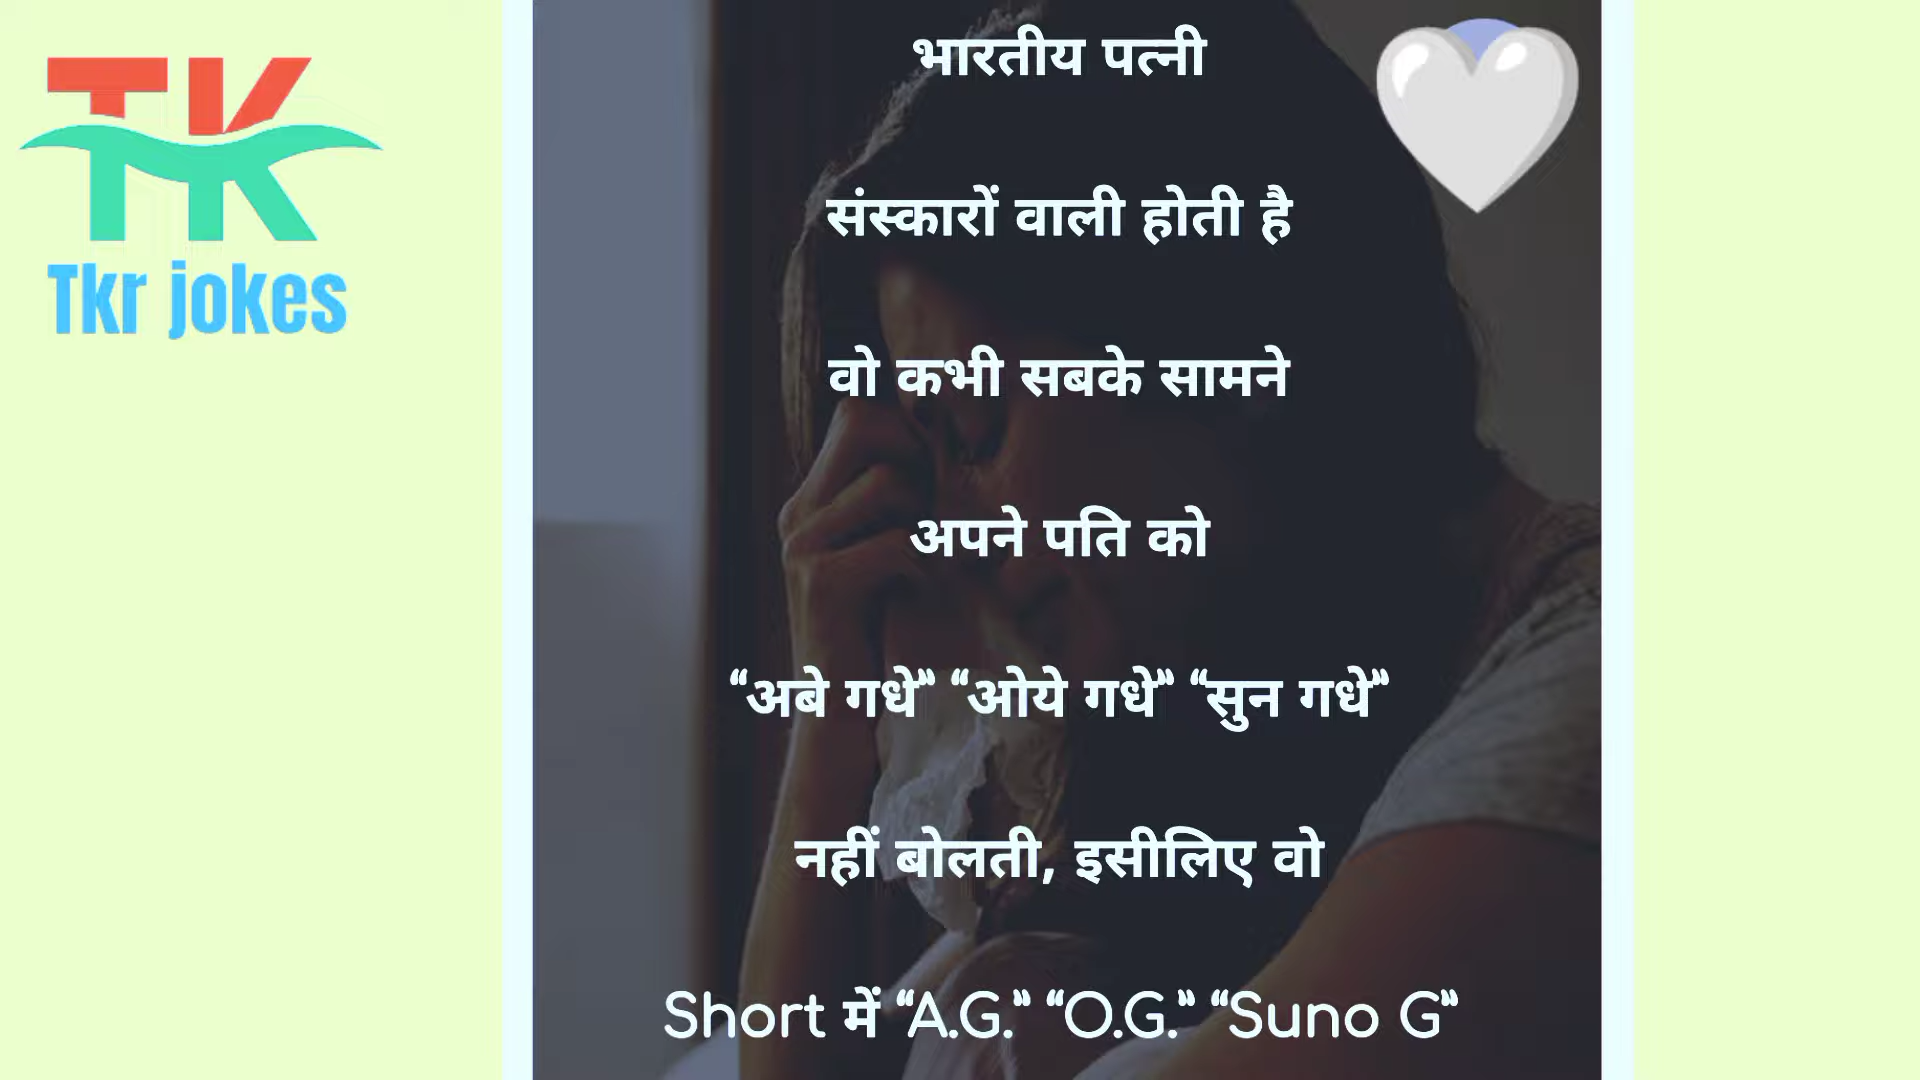 TK
Tkr jokes
भारतीय पत्नी
संस्कारों वाली होती है
वो कभी सबके सामने
अपने पति को
“अबे गधे” “ओये गधे” “सुन गधे”
नहीं बोलती, इसीलिए वो
Short में “A.G.” “O.G.” “Suno G”